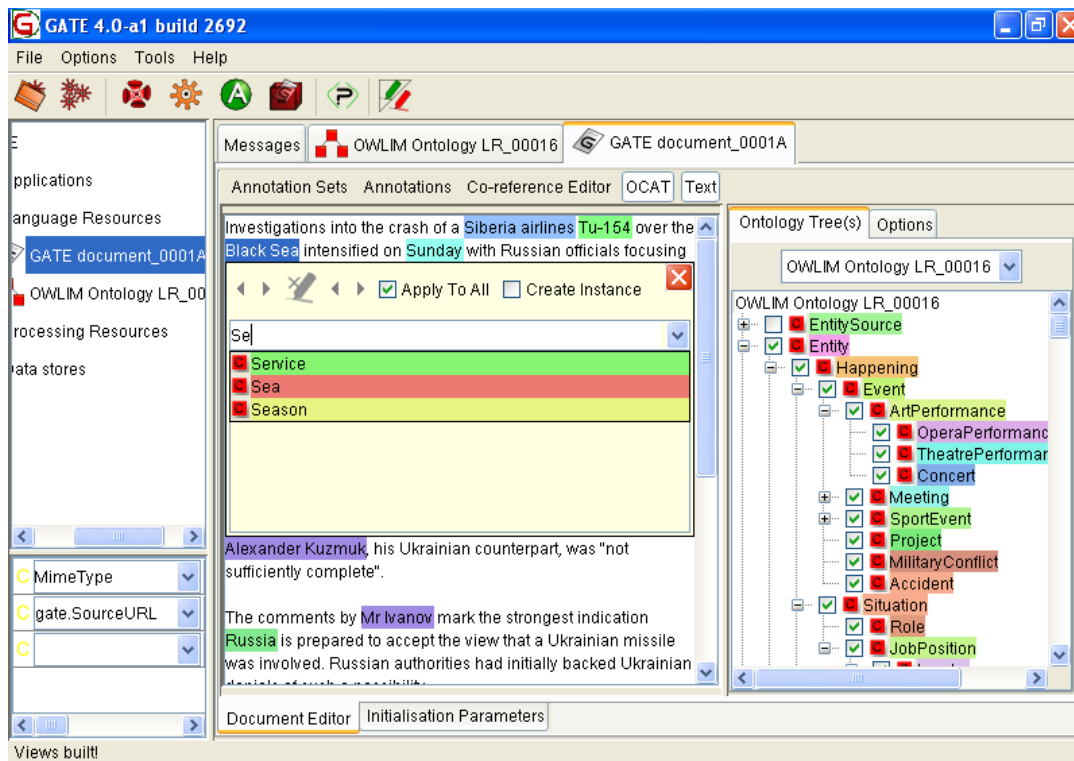 GATE 4.0-a1 build 2692
File Options Tools Help
Messages OWLIM Ontology LR_00016 GATE document_0001A
Annotation Sets Annotations Co-reference Editor OCAT Text
E
pplications
anguage Resources
GATE document_0001A
OWLIM Ontology LR_00
rocessing Resources
ata stores
C MimeType
C gate.SourceURL
C
Investigations into the crash of a Siberia airlines Tu-154 over the
Black Sea intensified on Sunday with Russian officials focusing
Apply To All Create Instance
Se
C Service
C Sea
C Season
Alexander Kuzmuk, his Ukrainian counterpart, was "not
sufficiently complete".
The comments by Mr Ivanov mark the strongest indication
Russia is prepared to accept the view that a Ukrainian missile
was involved. Russian authorities had initially backed Ukrainian
Document Editor Initialisation Parameters
Ontology Tree(s) Options
OWLIM Ontology LR_00016
OWLIM Ontology LR_00016
C EntitySource
C Entity
C Happening
C Event
C ArtPerformance
C OperaPerformanc
C TheatrePerformar
C Concert
C Meeting
C SportEvent
C Project
C MilitaryConflict
C Accident
C Situation
C Role
C JobPosition
Views built!